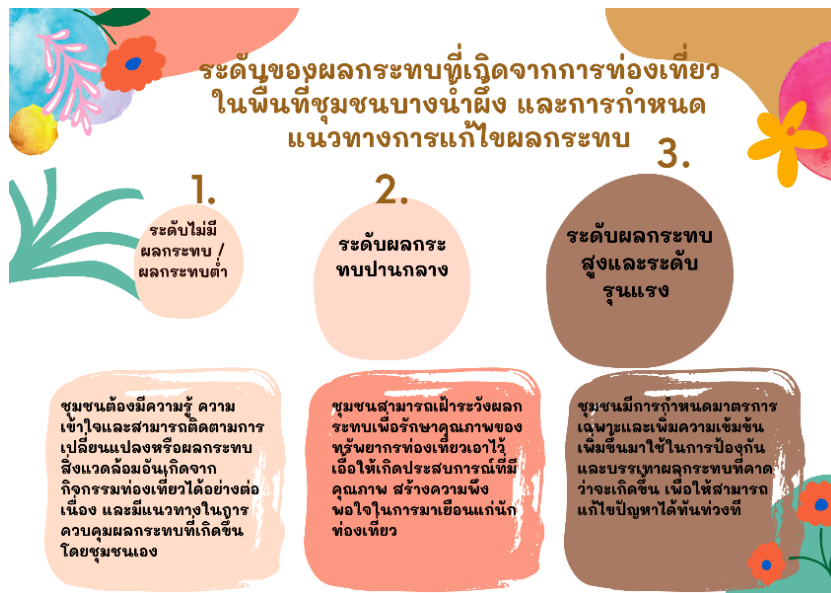 ระดับของผลกระทบที่เกิดจากการท่องเที่ยว
ในพื้นที่ชุมชนบางน้ำผึ้ง และการกำหนด
แนวทางการแก้ไขผลกระทบ
1.
ระดับไม่มี
ผลกระทบ /
ผลกระทบต่ำ
ชุมชนต้องมีความรู้ ความ
เข้าใจและสามารถติดตามการ
เปลี่ยนแปลงหรือผลกระทบ
สิ่งแวดล้อมอันเกิดจาก
กิจกรรมท่องเที่ยวได้อย่างต่อ
เนื่อง และมีแนวทางในการ
ควบคุมผลกระทบที่เกิดขึ้น
โดยชุมชนเอง
2.
ระดับผลกระ
ทบปานกลาง
ชุมชนสามารถเฝ้าระวังผลก
ระทบเพื่อรักษาคุณภาพของ
ทรัพยากรท่องเที่ยวเอาไว้
เอื้อให้เกิดประสบการณ์ที่มี
คุณภาพ สร้างความพึง
พอใจในการมาเยือนแก่นัก
ท่องเที่ยว
3.
ระดับผลกระทบ
สูงและระดับ
รุนแรง
ชุมชนมีการกำหนดมาตรการ
เฉพาะและเพิ่มความเข้มข้น
เพิ่มขึ้นมาใช้ในการป้องกัน
และบรรเทาผลกระทบที่คาด
ว่าจะเกิดขึ้น เพื่อให้สามารถ
แก้ไขปัญหาได้ทันท่วงที